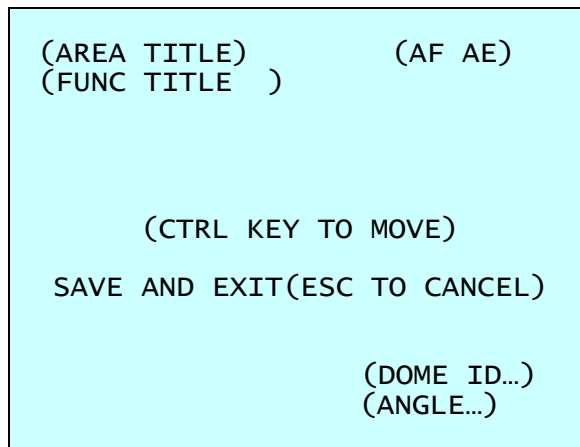 (AREA TITLE) (AF AE)
(FUNC TITLE )
(CTRL KEY TO MOVE)
SAVE AND EXIT(ESC TO CANCEL)
(DOME ID…)
(ANGLE…)